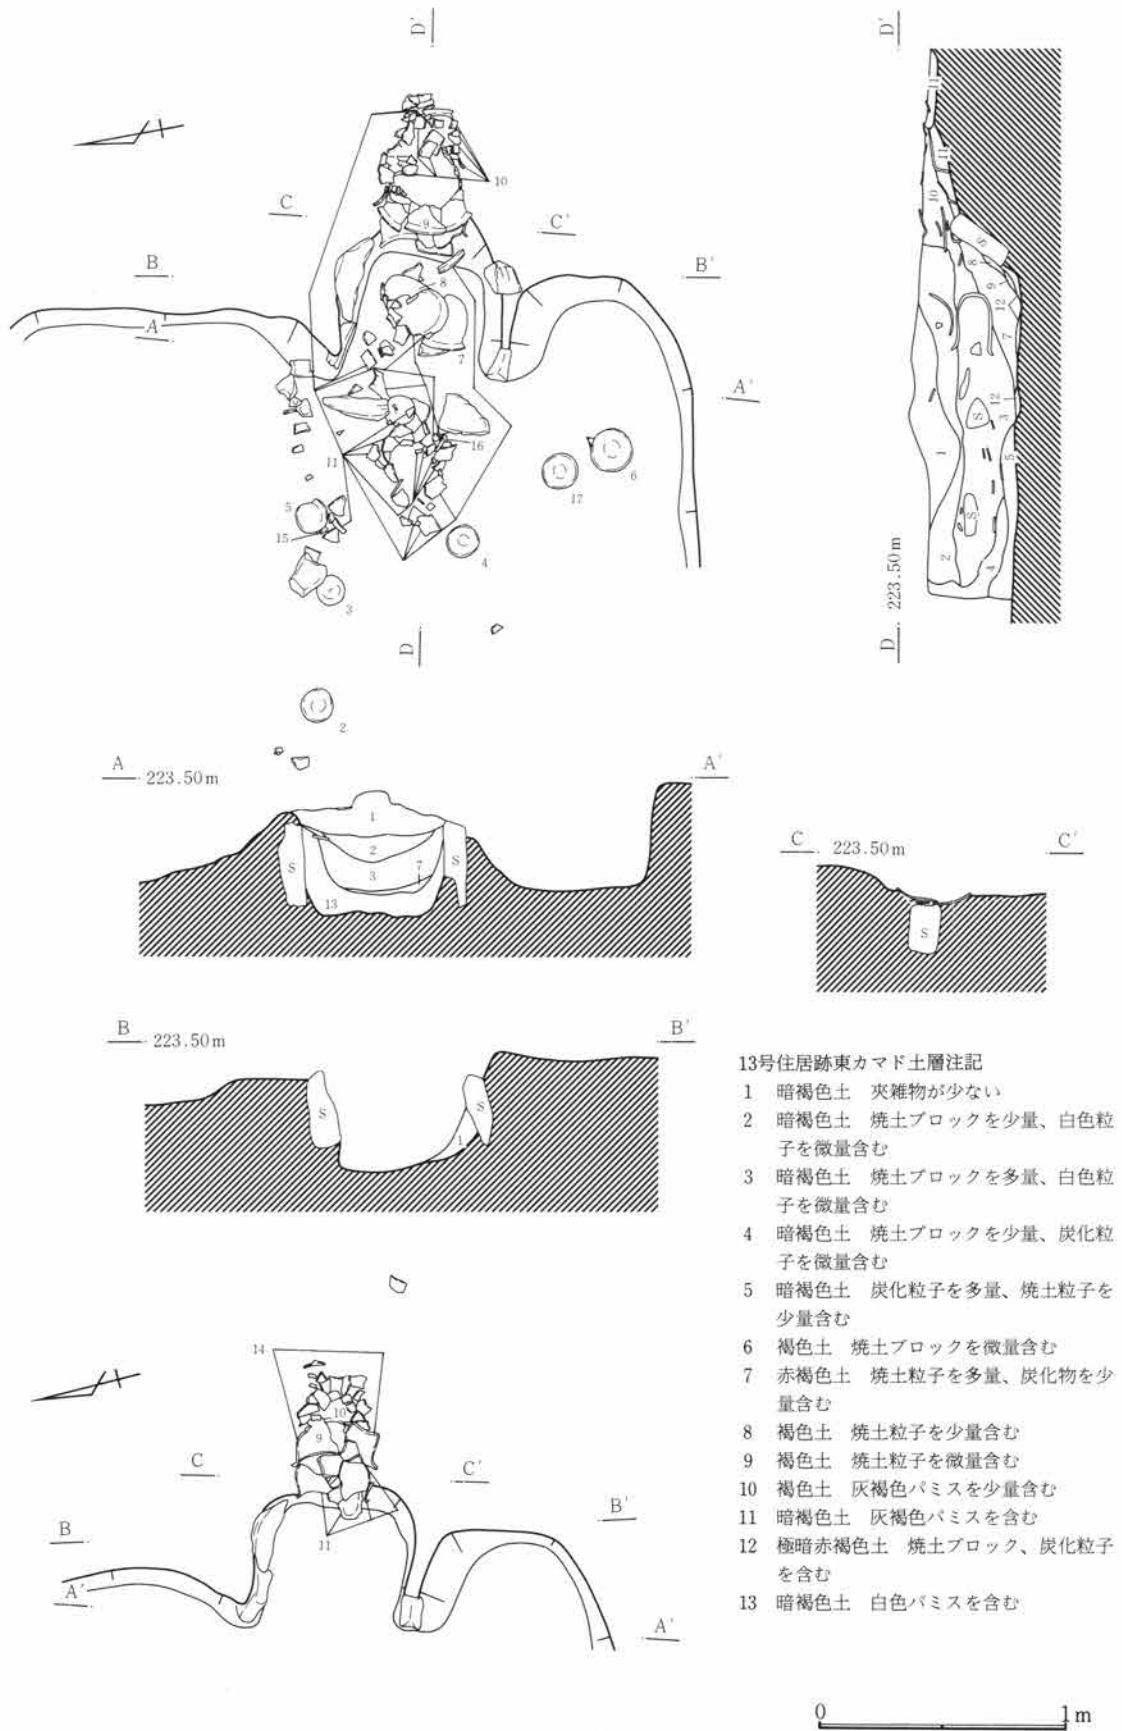 D'
D'
11
11
10
10
C
C'
9
S
8
B
B'
8
9
12
A
7
7
A'
12
3
S
16
1
5
11
6
17
5
15
S
4
2
4
3
223.50m
D
D
2
A 223.50m A'
1
2
S 7 S
3
13
C 223.50m C'
S
B 223.50m B'
S S
1
13号住居跡東カマド土層注記
1 暗褐色土 夾雑物が少ない
2 暗褐色土 焼土ブロックを少量、白色粒
子を微量含む
3 暗褐色土 焼土ブロックを多量、白色粒
子を微量含む
4 暗褐色土 焼土ブロックを少量、炭化粒
子を微量含む
5 暗褐色土 炭化粒子を多量、焼土粒子を
少量含む
6 褐色土 焼土ブロックを微量含む
7 赤褐色土 焼土粒子を多量、炭化物を少
量含む
8 褐色土 焼土粒子を少量含む
9 褐色土 焼土粒子を微量含む
10 褐色土 灰褐色パミスを少量含む
11 暗褐色土 灰褐色パミスを含む
12 極暗赤褐色土 焼土ブロック、炭化粒子
を含む
13 暗褐色土 白色パミスを含む
14
10
9
C C'
B B'
11
A'
A'
0 1m